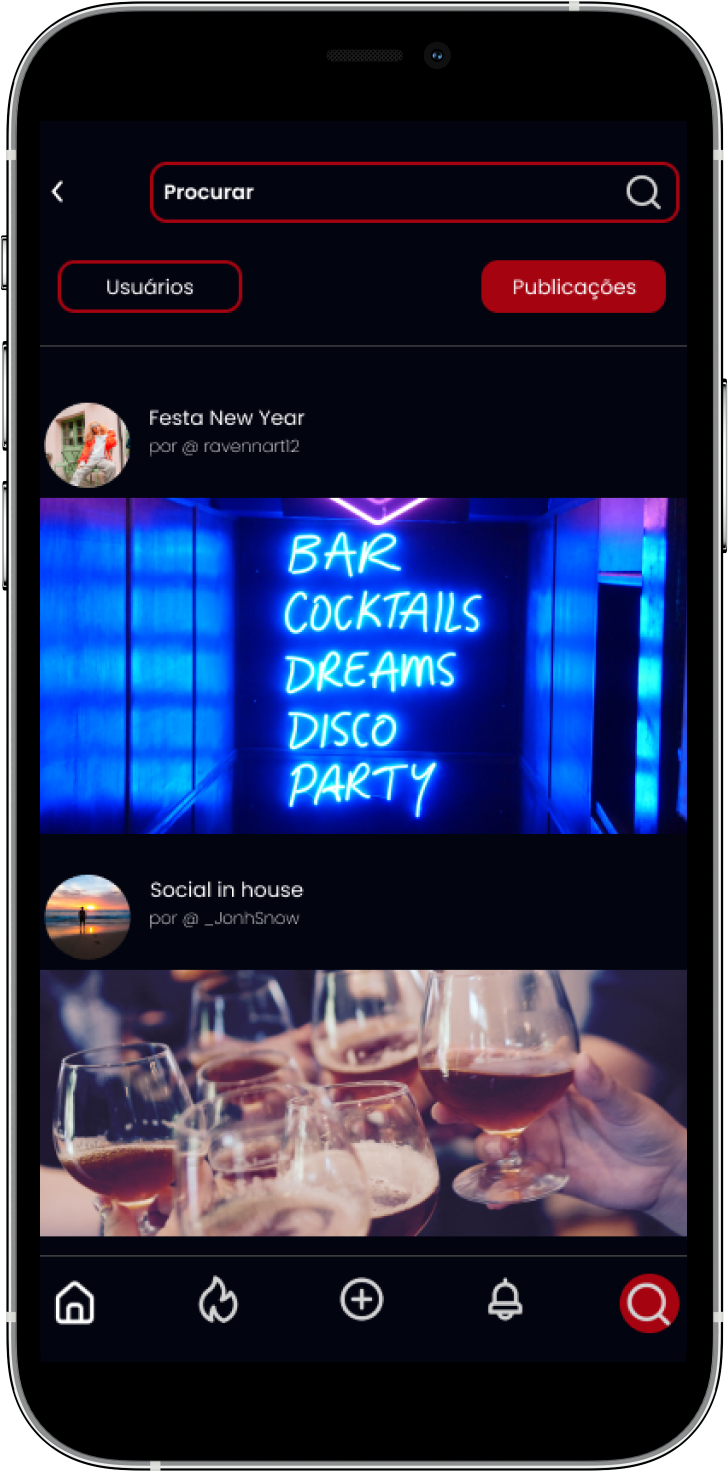 Procurar
Usuários
Publicações
Festa New Year
por @ ravennart12
BAR
COCKTAILS
DREAMS
DISCO
PARTY
Social in house
por @ _JonhSnow